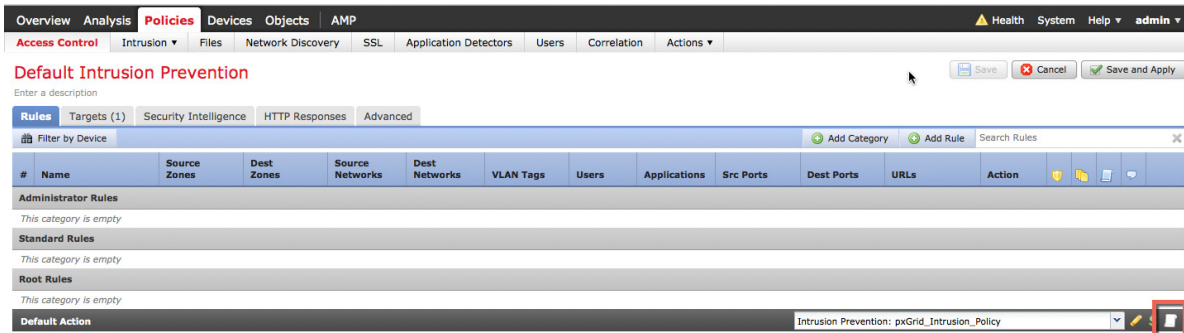 Overview Analysis Policies Devices Objects AMP Health System Help admin
Access Control Intrusion Files Network Discovery SSL Application Detectors Users Correlation Actions
Default Intrusion Prevention Save Cancel Save and Apply
Enter a description
Rules Targets (1) Security Intelligence HTTP Responses Advanced
Filter by Device Add Category Add Rule Search Rules
# Name Source Zones Dest Zones Source Networks Dest Networks VLAN Tags Users Applications Src Ports Dest Ports URLs Action
Administrator Rules
This category is empty
Standard Rules
This category is empty
Root Rules
This category is empty
Default Action Intrusion Prevention: pxGrid_Intrusion_Policy